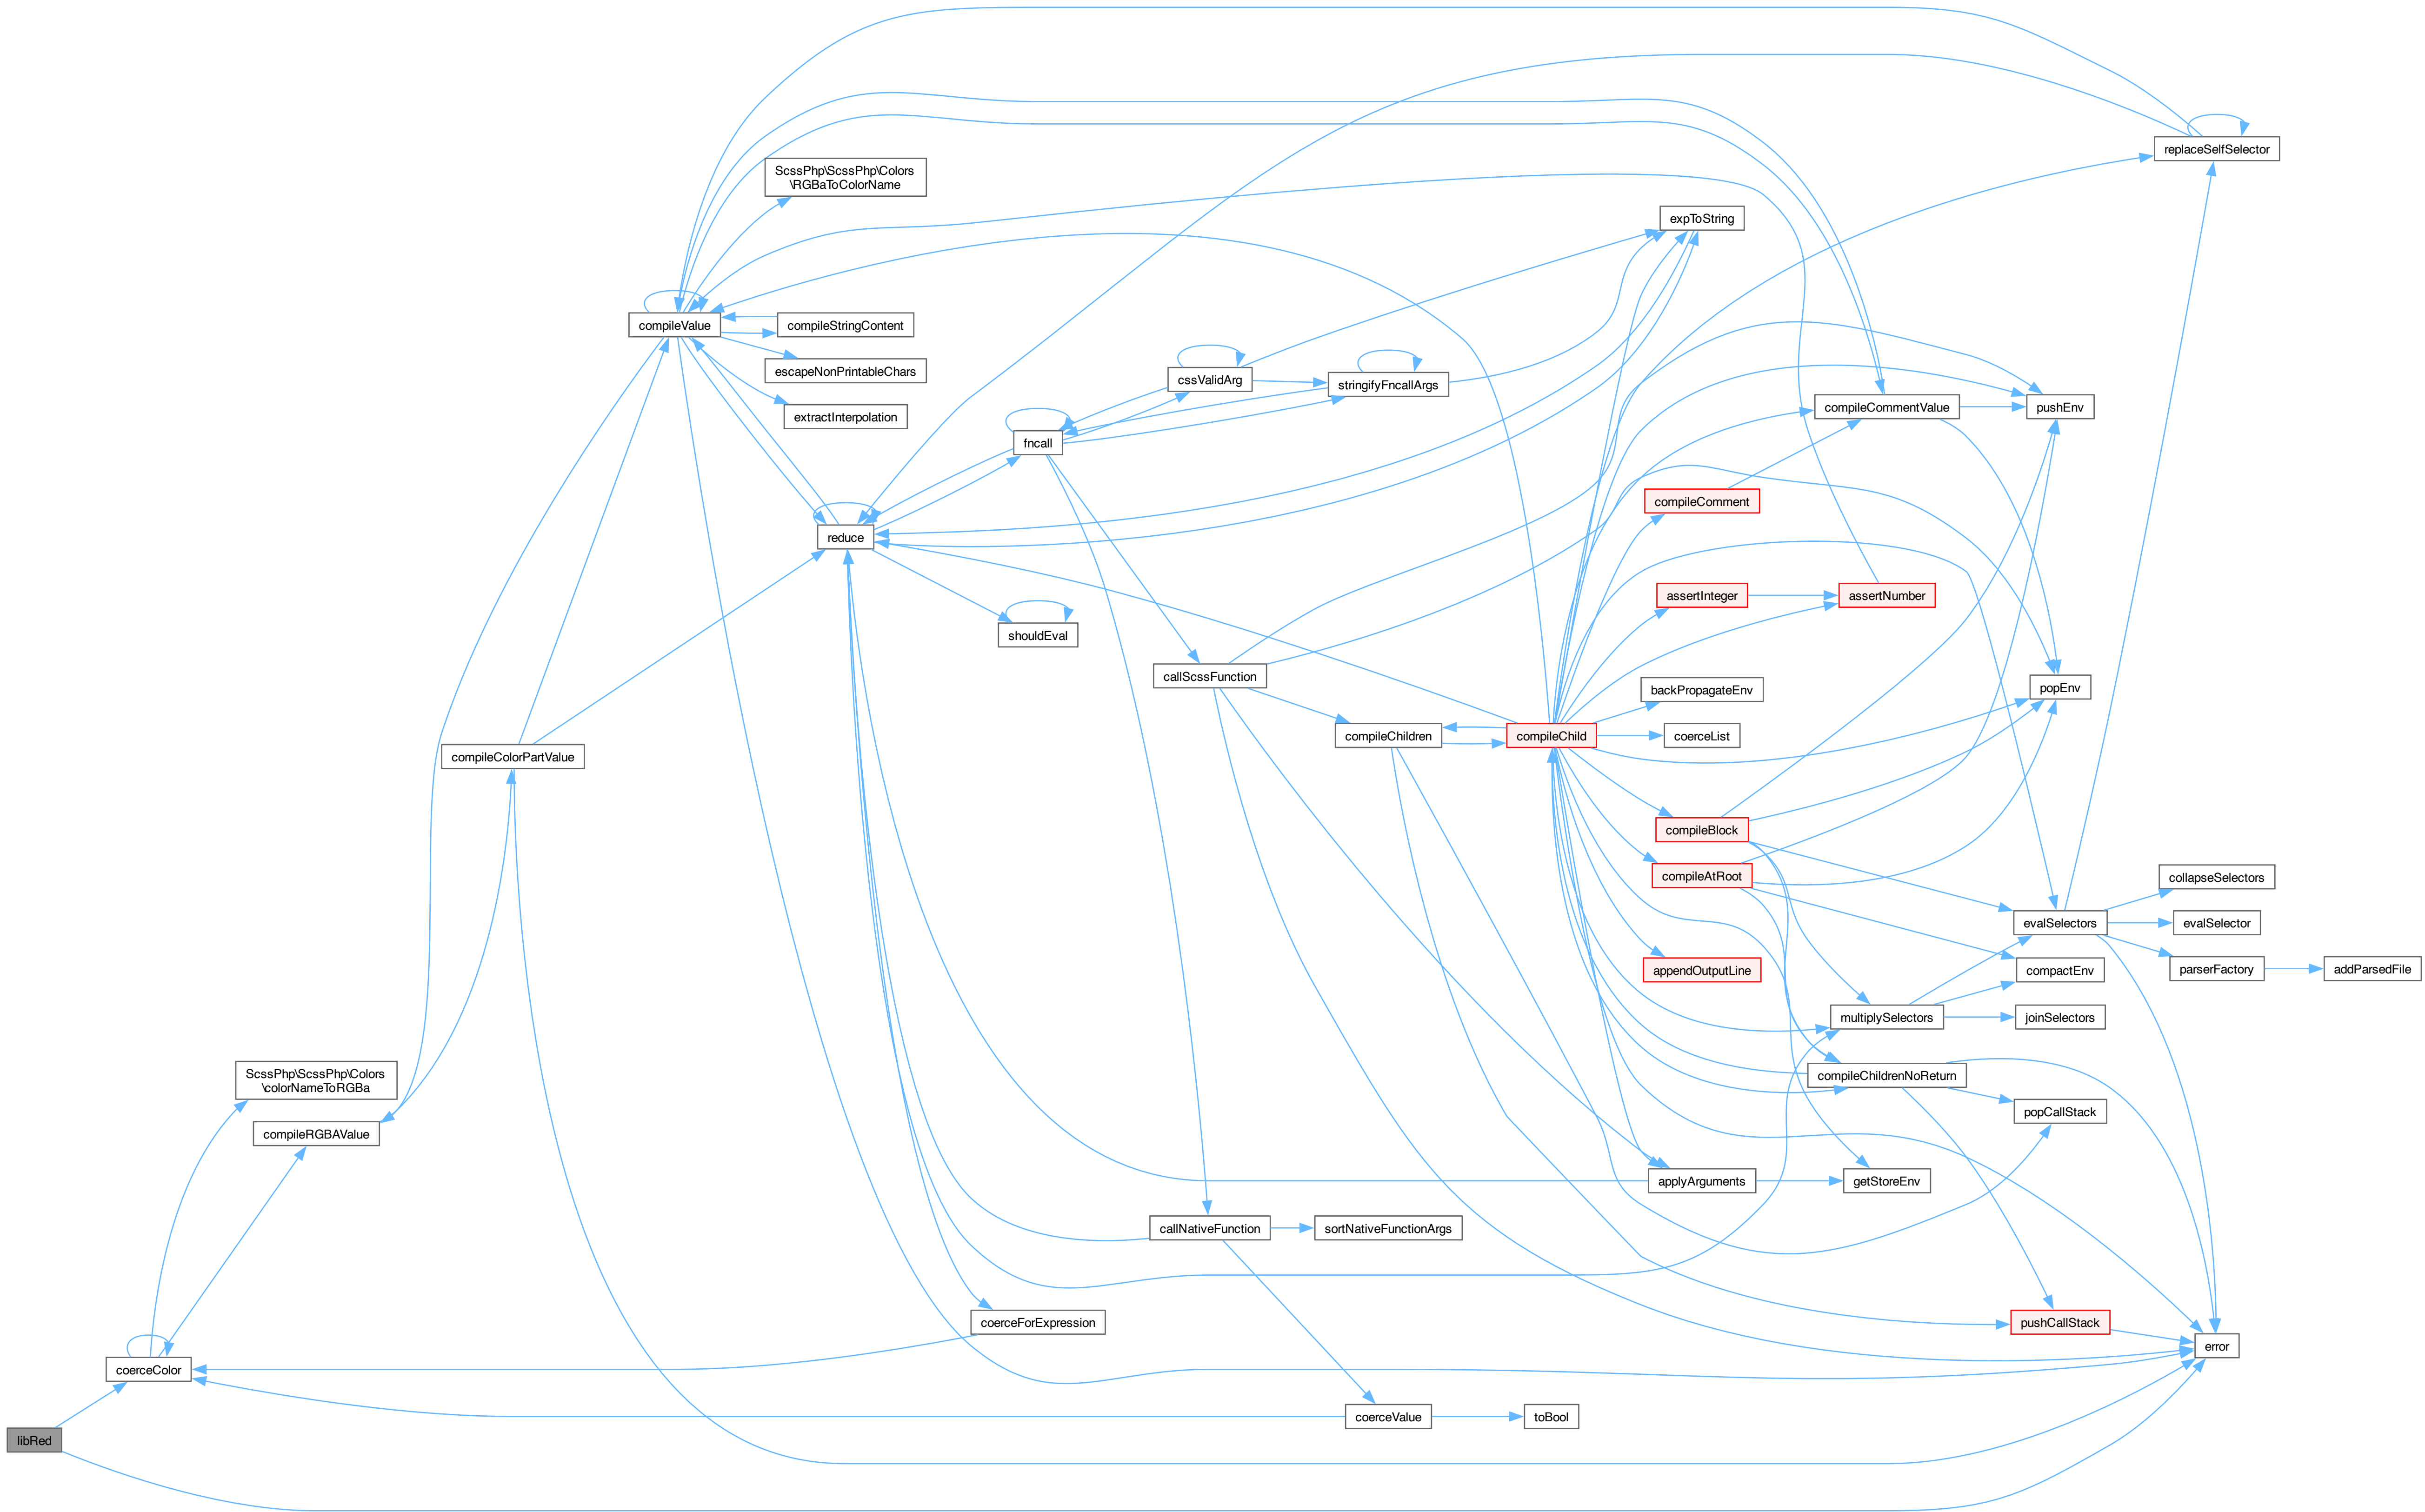 replaceSelfSelector
ScssPhp\ScssPhp\Colors
\RGBaToColorName
expToString
compileValue
compileStringContent
escapeNonPrintableChars
cssValidArg
stringifyFncallArgs
extractInterpolation
compileCommentValue
pushEnv
fncall
compileComment
reduce
assertInteger
assertNumber
shouldEval
callScssFunction
backPropagateEnv
popEnv
compileChildren
compileChild
coerceList
compileColorPartValue
compileBlock
compileAtRoot
collapseSelectors
evalSelectors
evalSelector
appendOutputLine
compactEnv
parserFactory
addParsedFile
multiplySelectors
joinSelectors
ScssPhp\ScssPhp\Colors
\colorNameToRGBa
compileChildrenNoReturn
popCallStack
compileRGBAValue
applyArguments
getStoreEnv
callNativeFunction
sortNativeFunctionArgs
coerceForExpression
pushCallStack
error
coerceColor
coerceValue
toBool
libRed